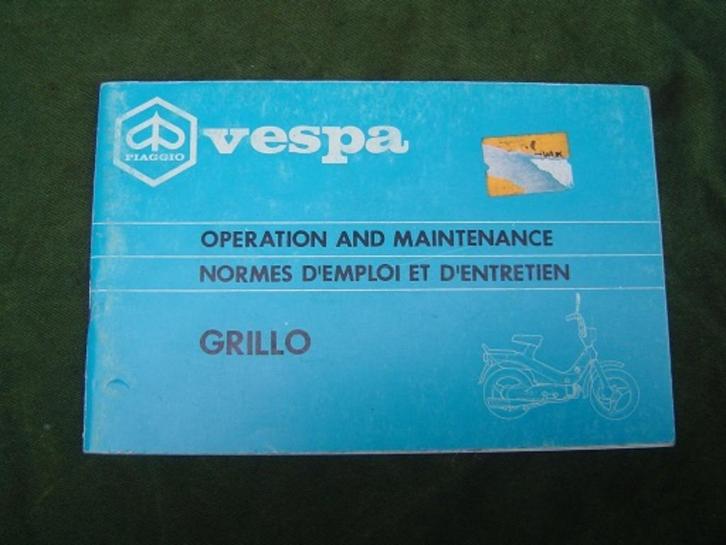 PIAGGIO
vespa
OPERATION AND MAINTENANCE
NORMES D'EMPLOI ET D'ENTRETIEN
GRILLO